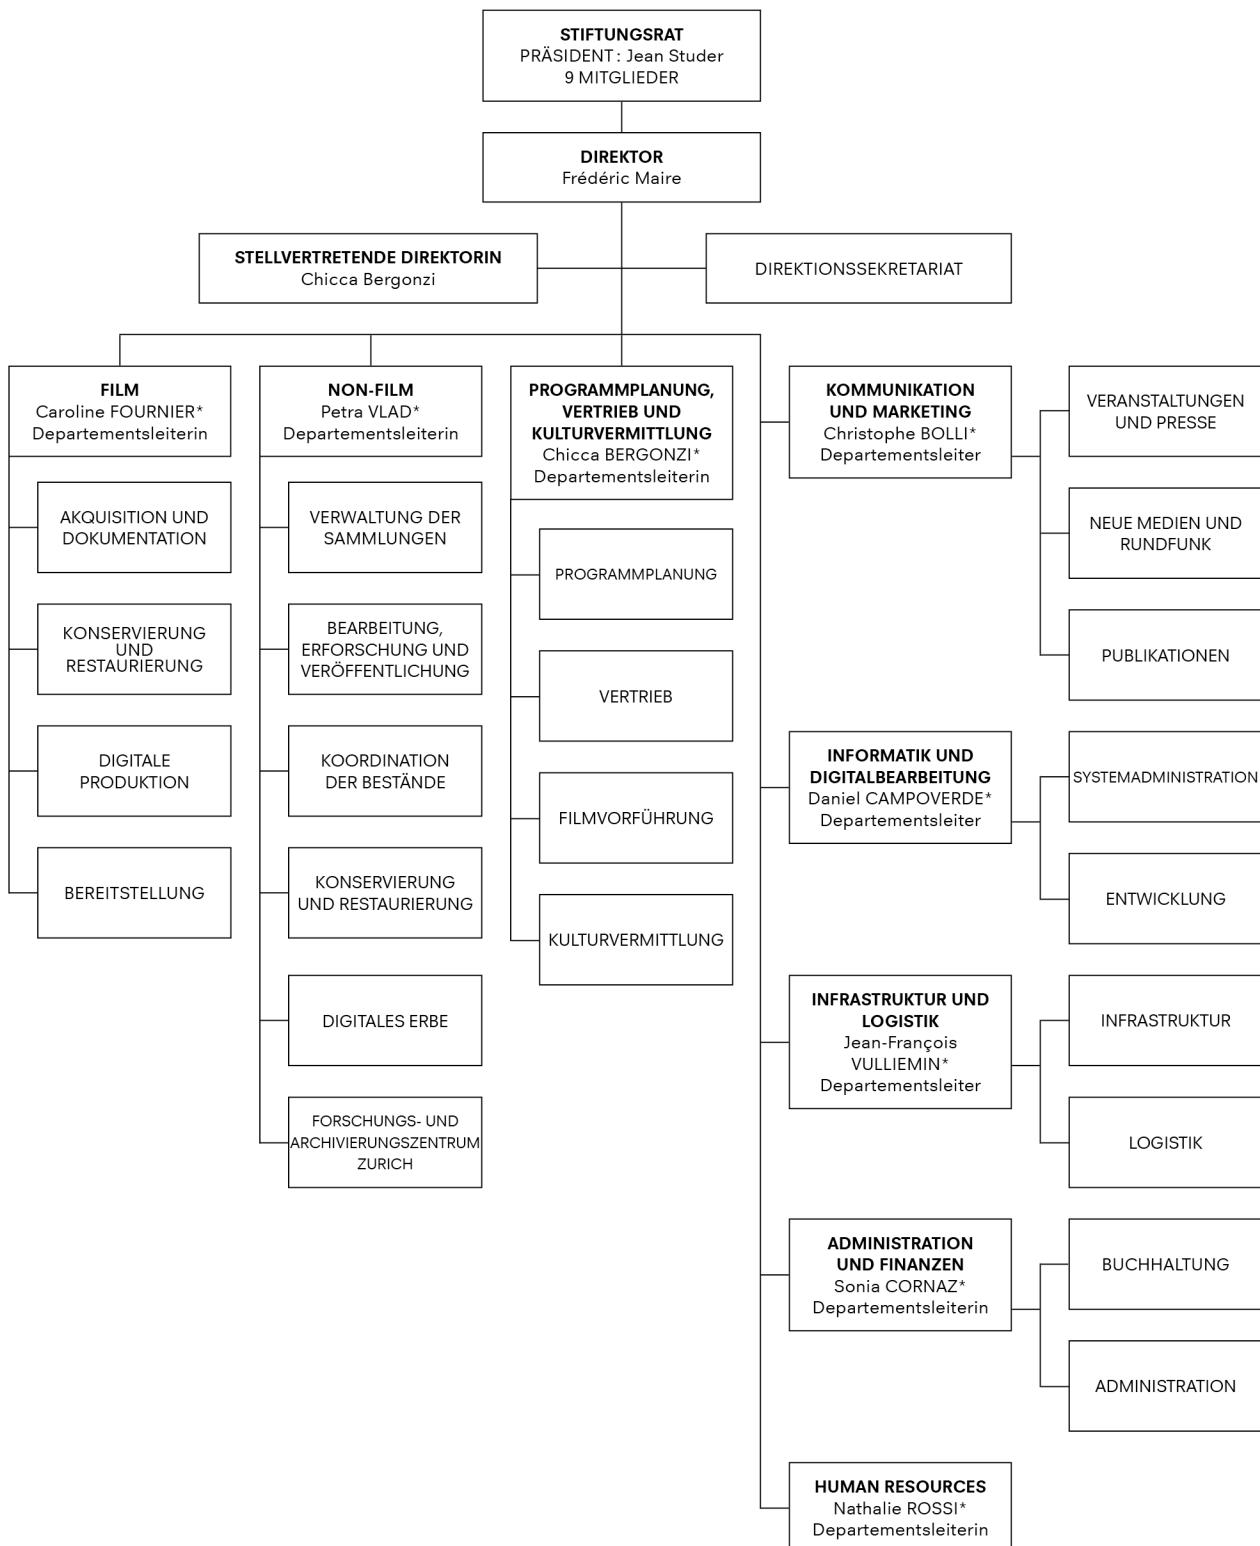 STIFTUNGSRAT
PRÄSIDENT : Jean Studer
9 MITGLIEDER
DIREKTOR
Frédéric Maire
STELLVERTRETENDE DIREKTORIN
Chicca Bergonzi
DIREKTIONSSEKRETARIAT
FILM
Caroline FOURNIER*
Departementsleiterin
AKQUISITION UND
DOKUMENTATION
KONSERVIERUNG
UND
RESTAURIERUNG
DIGITALE
PRODUKTION
BEREITSTELLUNG
NON-FILM
Petra VLAD*
Departementsleiterin
VERWALTUNG DER
SAMMLUNGEN
BEARBEITUNG,
ERFORSCHUNG UND
VERÖFFENTLICHUNG
KOORDINATION
DER BESTÄNDE
KONSERVIERUNG
UND RESTAURIERUNG
DIGITALES ERBE
FORSCHUNGS- UND
ARCHIVIERUNGSZENTRUM
ZURICH
PROGRAMMPLANUNG,
VERTRIEB UND
KULTURVERMITTLUNG
Chicca BERGONZI*
Departementsleiterin
PROGRAMMPLANUNG
VERTRIEB
FILMVORFÜHRUNG
KULTURVERMITTLUNG
KOMMUNIKATION
UND MARKETING
Christophe BOLLI*
Departementsleiter
VERANSTALTUNGEN
UND PRESSE
NEUE MEDIEN UND
RUNDFUNK
PUBLIKATIONEN
INFORMATIK UND
DIGITALBEARBEITUNG
Daniel CAMPOVERDE*
Departementsleiter
SYSTEMADMINISTRATION
ENTWICKLUNG
INFRASTRUKTUR UND
LOGISTIK
Jean-François
VULLIEMIN*
Departementsleiter
INFRASTRUKTUR
LOGISTIK
ADMINISTRATION
UND FINANZEN
Sonia CORNAZ*
Departementsleiterin
BUCHHALTUNG
ADMINISTRATION
HUMAN RESOURCES
Nathalie ROSSI*
Departementsleiterin